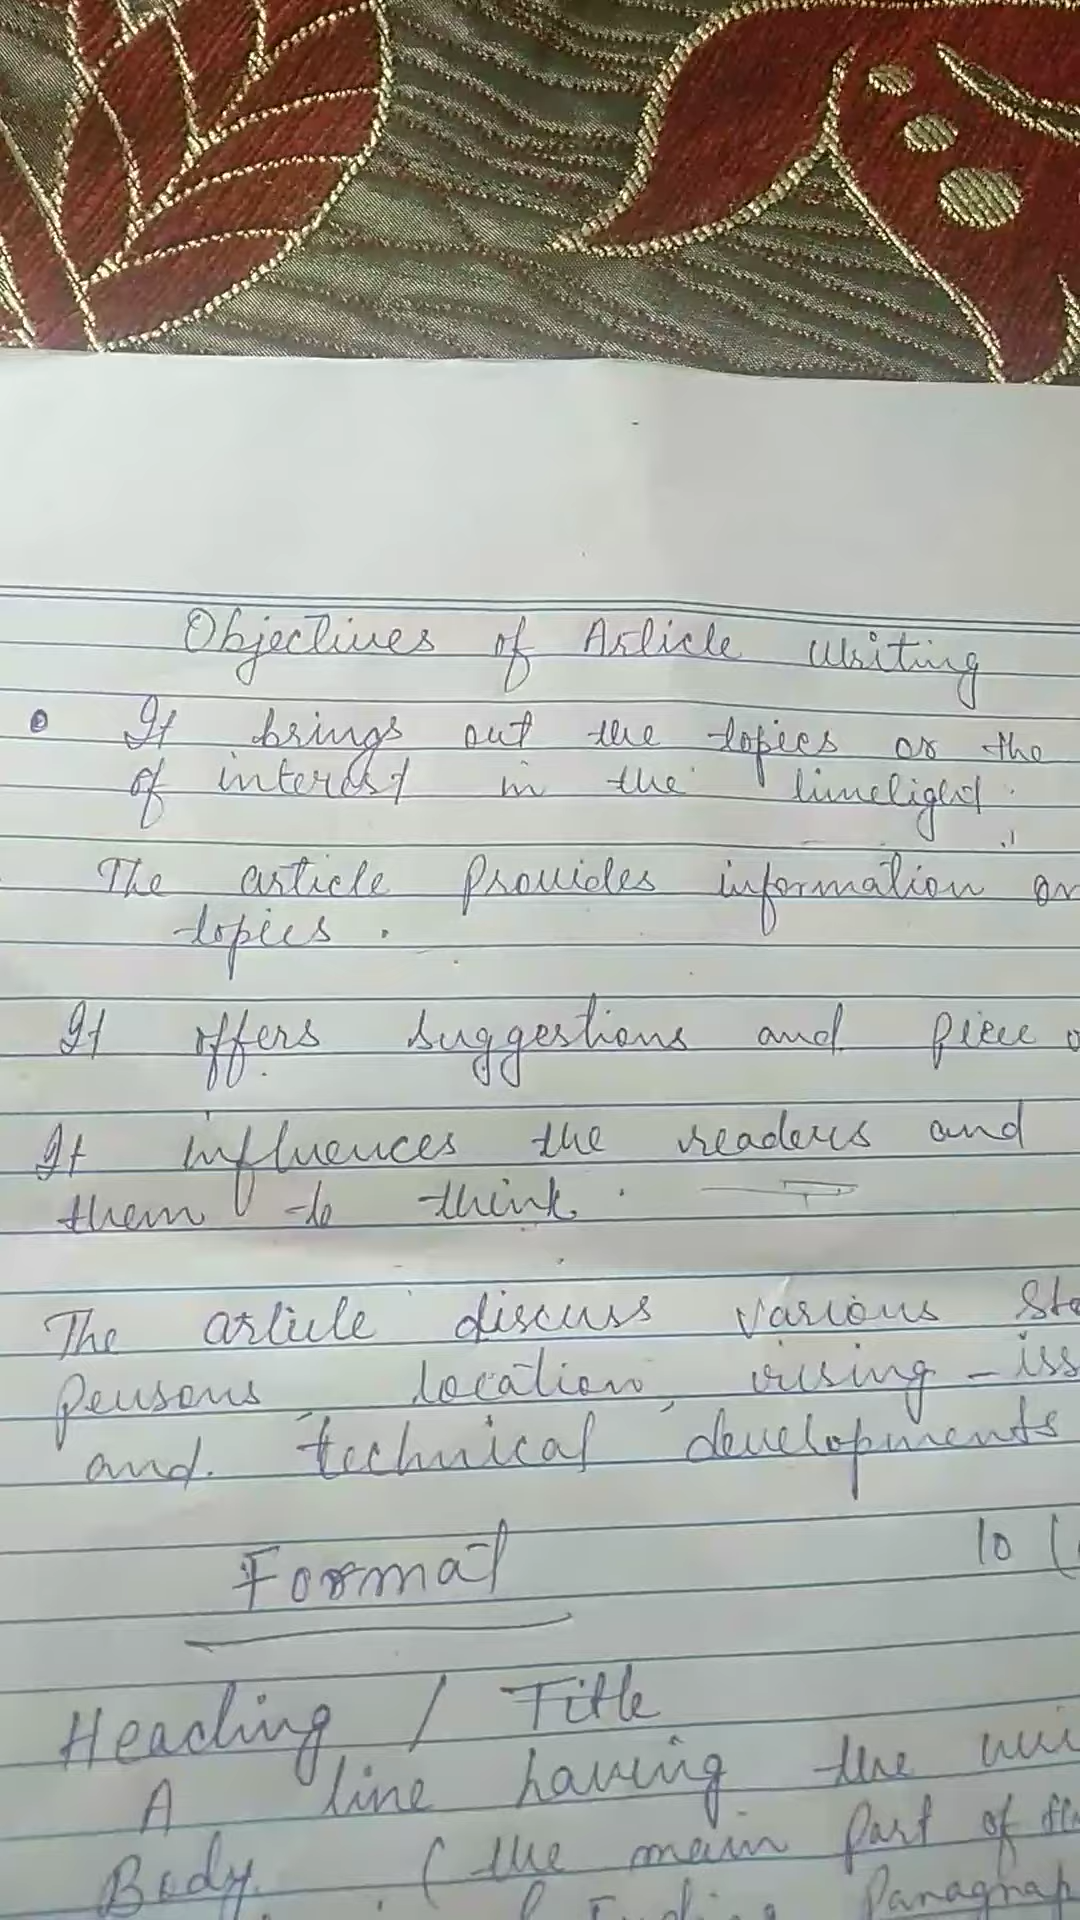 Objectives of Article writing
It brings out the topics or the
of interest in the limelight.
The article provides information on
topics.
It offers suggestions and piece
It influences the readers and
them to think.
The article discuss various
persons location, rising - iss
and technical developments
Format
10 (
Heading / Title
A line having the
Body. (the main part of the
Paragrap